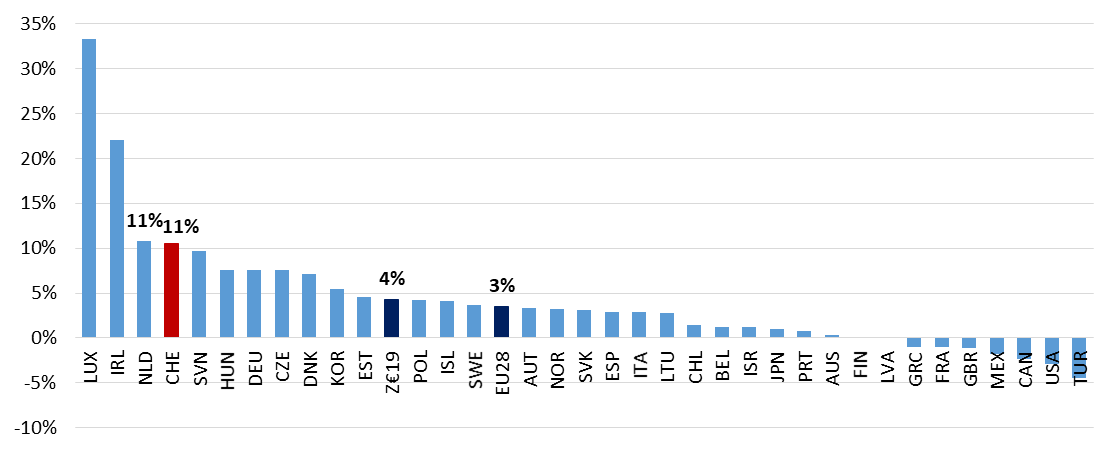 35%
30%
25%
20%
15%
10%
5%
0%
-5%
-10%
11%
11%
4%
3%
LUX
IRL
NLD
CHE
SVN
HUN
DEU
CZE
DNK
KOR
EST
Z€19
POL
ISL
SWE
EU28
AUT
NOR
SVK
ESP
ITA
LTU
CHL
BEL
ISR
JPN
PRT
AUS
FIN
LVA
GRC
FRA
GBR
MEX
CAN
USA
TUR